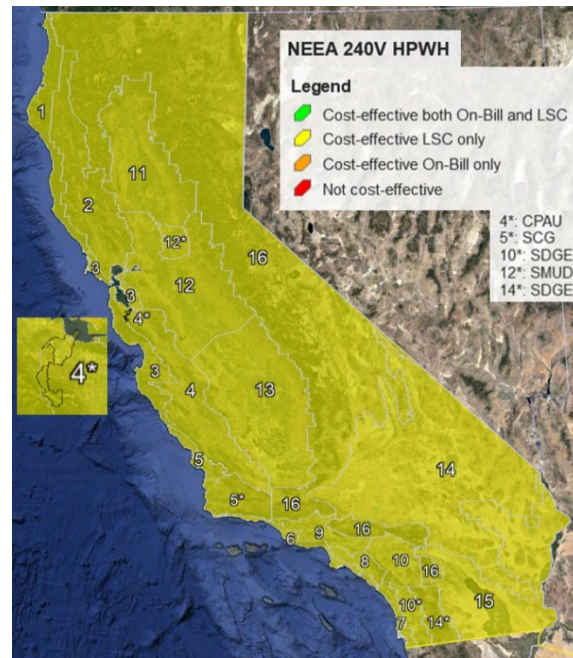 NEEA 240V HPWH
Legend
Cost-effective both On-Bill and LSC
Cost-effective LSC only
Cost-effective On-Bill only
Not cost-effective
4*: CPAU
5*: SCG
10*: SDGE
12*: SMUD
14*: SDGE
1
11
2
12*
16
3
12
3
4*
4*
3
4
13
14
5
5*
16
16
6
9
8
10
16
15
10*
7
14*